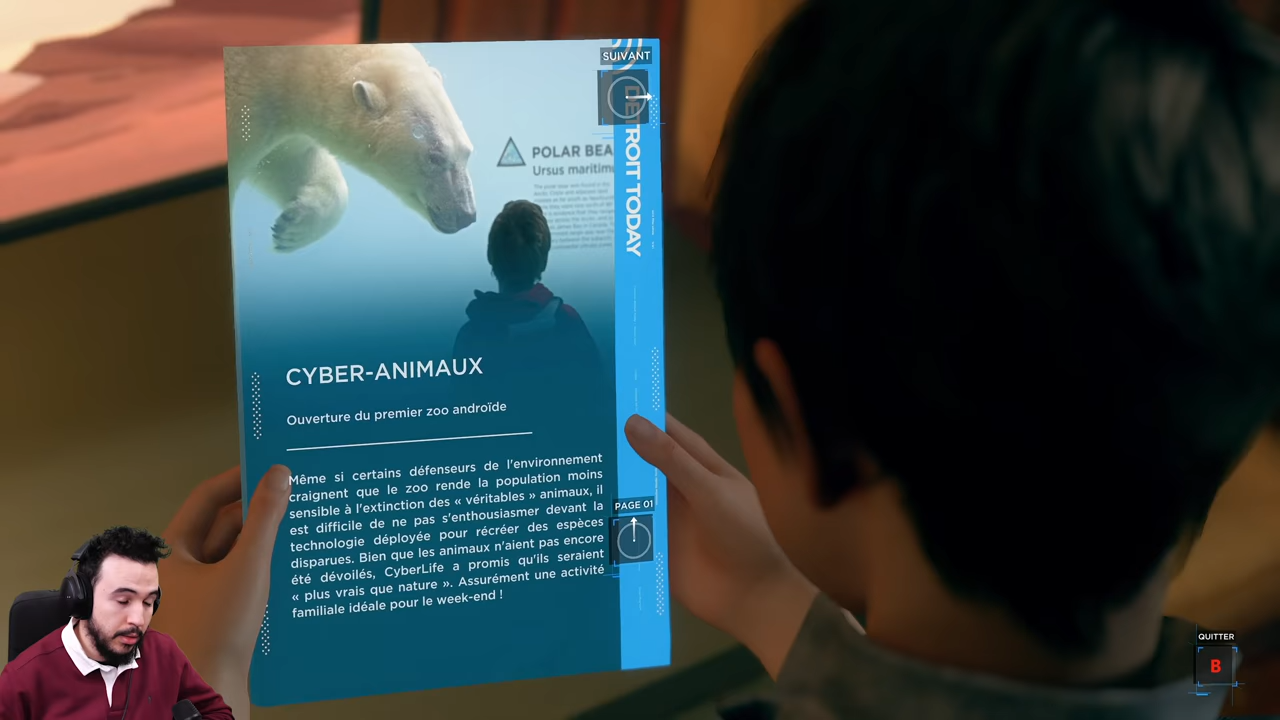 SUIVANT
DETROIT TODAY
POLAR BEA
Ursus maritimu
CYBER-ANIMAUX
Ouverture du premier zoo androïde
Même si certains défenseurs de l'environnement
craignent que le zoo rende la population moins
sensible à l'extinction des « véritables » animaux, il
est difficile de ne pas s'enthousiasmer devant la
technologie déployée pour récréer des espèces
disparues. Bien que les animaux n'aient pas encore
été dévoilés, CyberLife a promis qu'ils seraient
« plus vrais que nature ». Assurément une activité
familiale idéale pour le week-end !
PAGE 01
QUITTER
B